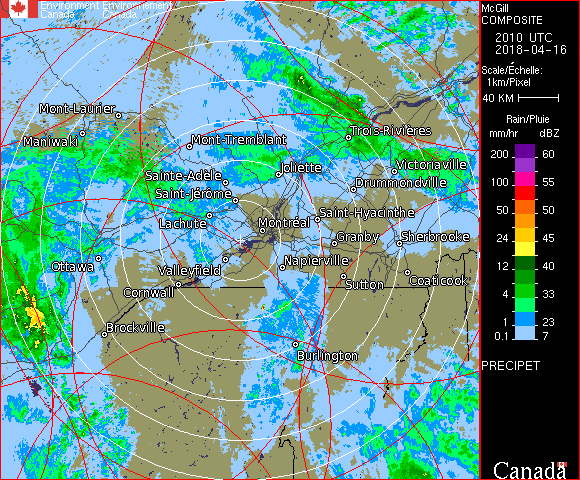 Environment Environnement
Canada Canada
McGill
COMPOSITE
2010 UTC
2018-04-16
Scale/Échelle:
1km/Pixel
40 KM
Rain/Pluie
mm/hr dBZ
200 60
100 55
50 50
24 45
12 40
4 33
1 23
0.1 7
PRECIPET
Canada
Mont-Laurier
Maniwaki
Mont-Tremblant
Trois-Rivières
Sainte-Adèle
Joliette
Victoriaville
Saint-Jérôme
Drummondville
Lachute
Montréal
Saint-Hyacinthe
Granby
Sherbrooke
Ottawa
Valleyfield
Napierville
Cornwall
Sutton
Coaticook
Brockville
Burlington